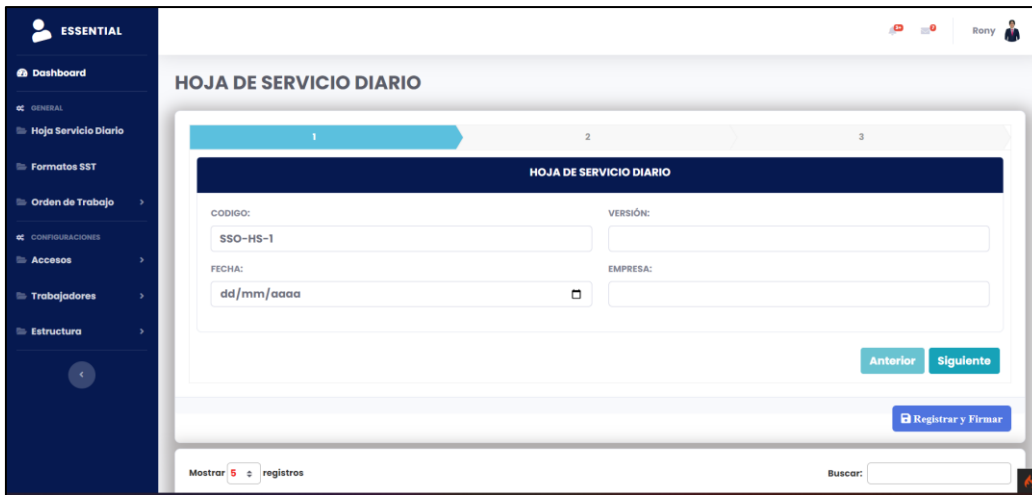 ESSENTIAL
Rony
Dashboard
GENERAL
Hoja Servicio Diario
Formatos SST
Orden de Trabajo
CONFIGURACIONES
Accesos
Trabajadores
Estructura
HOJA DE SERVICIO DIARIO
1 2 3
HOJA DE SERVICIO DIARIO
CODIGO: VERSIÓN:
SSO-HS-1
FECHA: EMPRESA:
dd/mm/aaaa
Anterior Siguiente
Registrar y Firmar
Mostrar 5 registros Buscar: